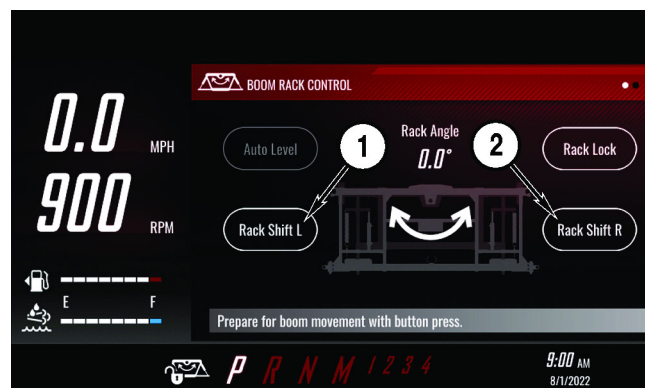 BOOM RACK CONTROL
0.0 MPH
Auto Level
1
Rack Angle
0.0°
2
Rack Lock
900 RPM
Rack Shift L
Rack Shift R
E F
Prepare for boom movement with button press.
P R N M 1 2 3 4
9:00 AM
8/1/2022